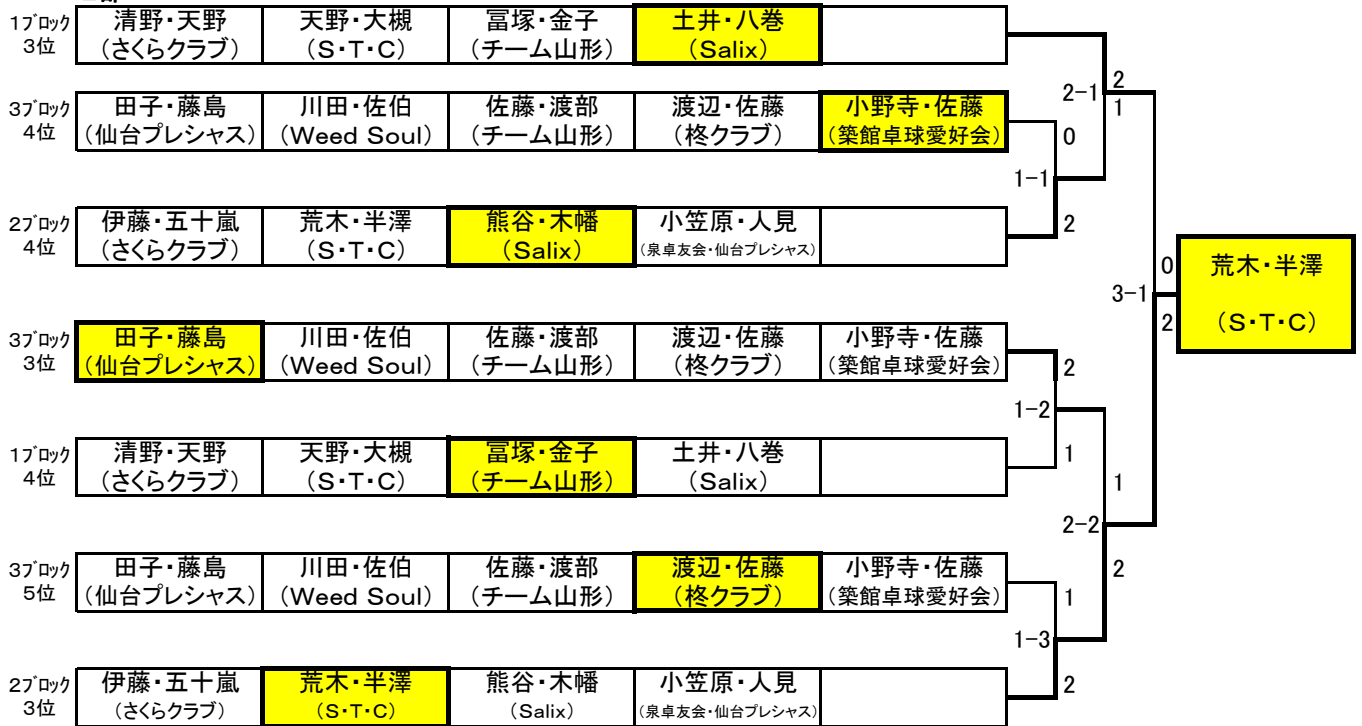 1ブロック 清野・天野 天野・大槻 冨塚・金子 土井・八巻
3位 (さくらクラブ) (S・T・C) (チーム山形) (Salix)
2-1 2
1
3ブロック 田子・藤島 川田・佐伯 佐藤・渡部 渡辺・佐藤 小野寺・佐藤
4位 (仙台プレシャス) (Weed Soul) (チーム山形) (柊クラブ) (築館卓球愛好会)
0
1-1
2
2ブロック 伊藤・五十嵐 荒木・半澤 熊谷・木幡 小笠原・人見
4位 (さくらクラブ) (S・T・C) (Salix) (泉卓友会・仙台プレシャス)
0 荒木・半澤
3-1
2 (S・T・C)
3ブロック 田子・藤島 川田・佐伯 佐藤・渡部 渡辺・佐藤 小野寺・佐藤
3位 (仙台プレシャス) (Weed Soul) (チーム山形) (柊クラブ) (築館卓球愛好会)
2
1-2
1
1ブロック 清野・天野 天野・大槻 冨塚・金子 土井・八巻
4位 (さくらクラブ) (S・T・C) (チーム山形) (Salix)
1
2-2
2
3ブロック 田子・藤島 川田・佐伯 佐藤・渡部 渡辺・佐藤 小野寺・佐藤
5位 (仙台プレシャス) (Weed Soul) (チーム山形) (柊クラブ) (築館卓球愛好会)
1
1-3
2
2ブロック 伊藤・五十嵐 荒木・半澤 熊谷・木幡 小笠原・人見
3位 (さくらクラブ) (S・T・C) (Salix) (泉卓友会・仙台プレシャス)